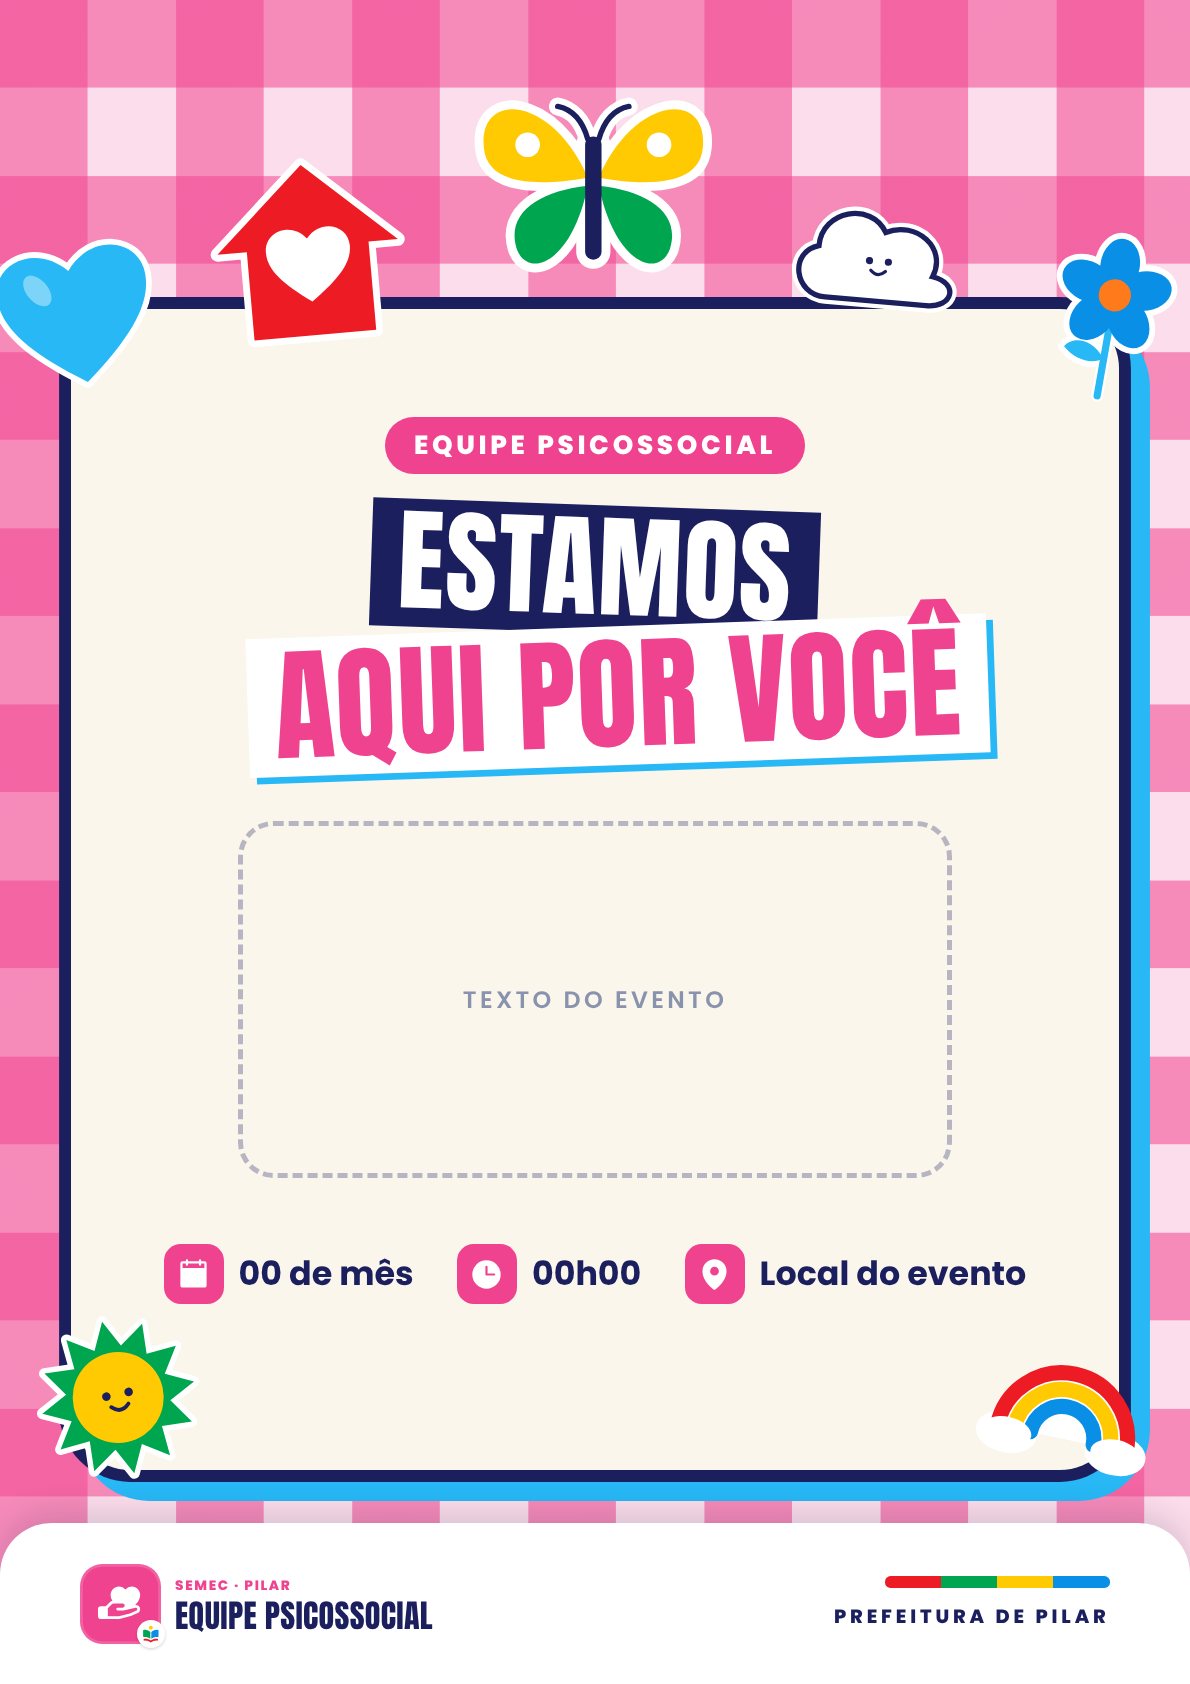 EQUIPE PSICOSSOCIAL
ESTAMOS
AQUI POR VOCÊ
TEXTO DO EVENTO
00 de mês
00h00
Local do evento
SEMEC · PILAR
EQUIPE PSICOSSOCIAL
PREFEITURA DE PILAR